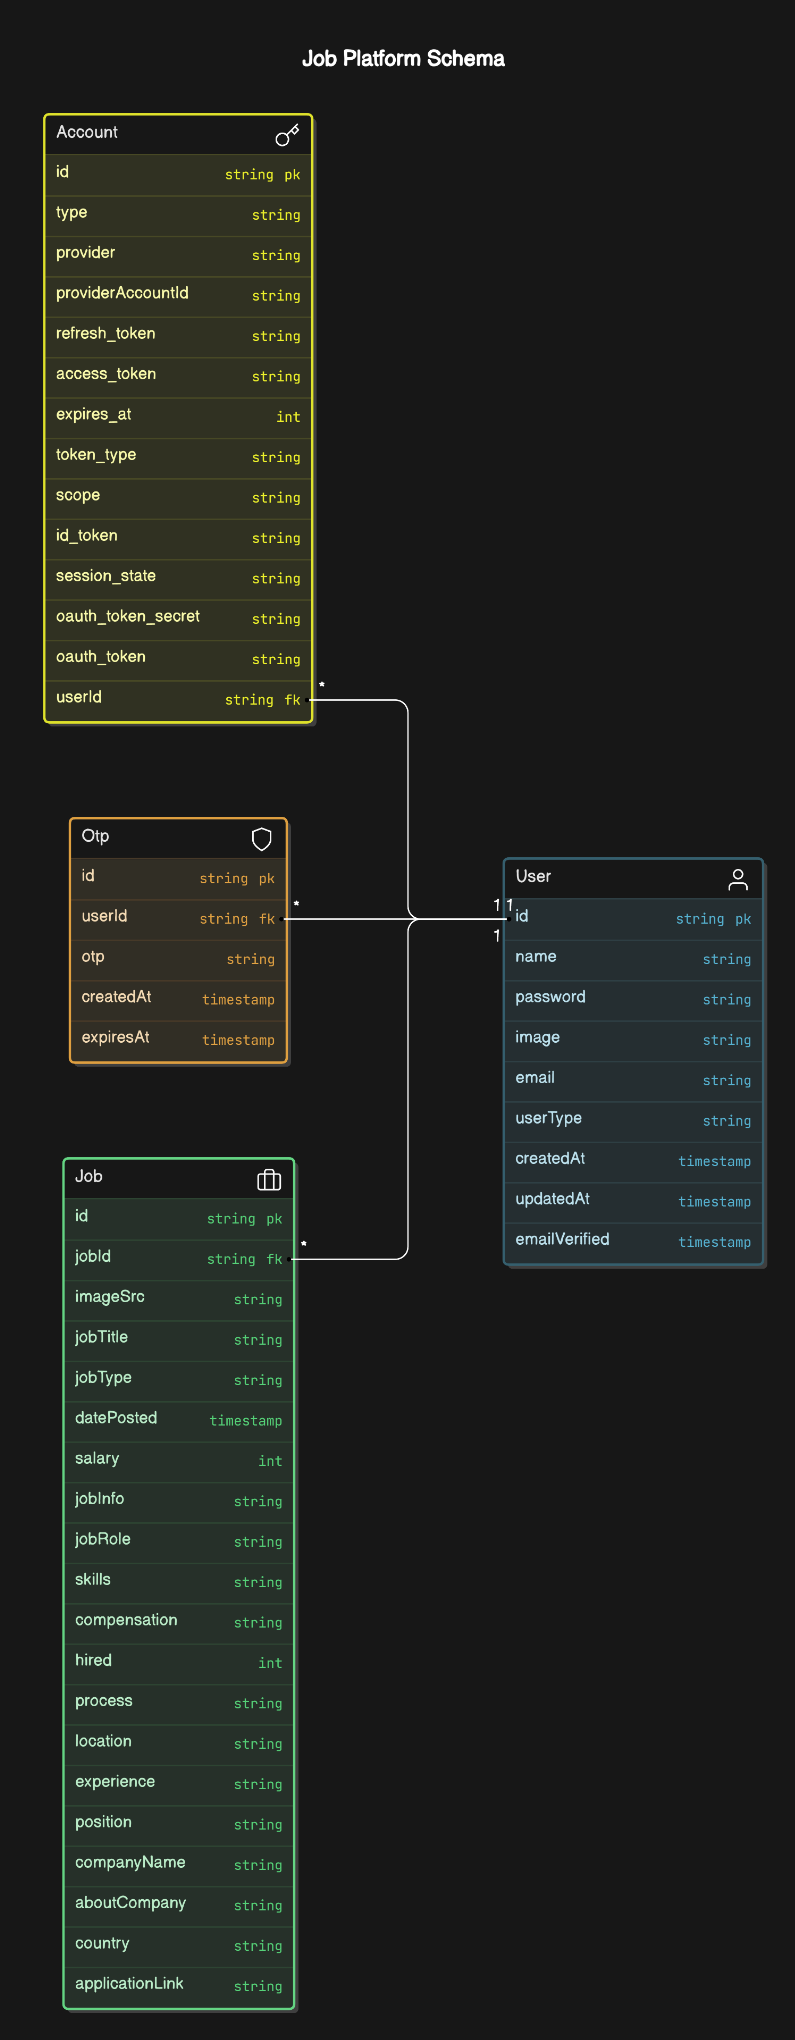 Job Platform Schema
Account
id string pk
type string
provider string
providerAccountId string
refresh_token string
access_token string
expires_at int
token_type string
scope string
id_token string
session_state string
oauth_token_secret string
oauth_token string
userId string fk
*
Otp
id string pk
userId string fk
otp string
createdAt timestamp
expiresAt timestamp
*
1 1
1
User
id string pk
name string
password string
image string
email string
userType string
createdAt timestamp
updatedAt timestamp
emailVerified timestamp
Job
id string pk
jobId string fk
*
imageSrc string
jobTitle string
jobType string
datePosted timestamp
salary int
jobInfo string
jobRole string
skills string
compensation string
hired int
process string
location string
experience string
position string
companyName string
aboutCompany string
country string
applicationLink string